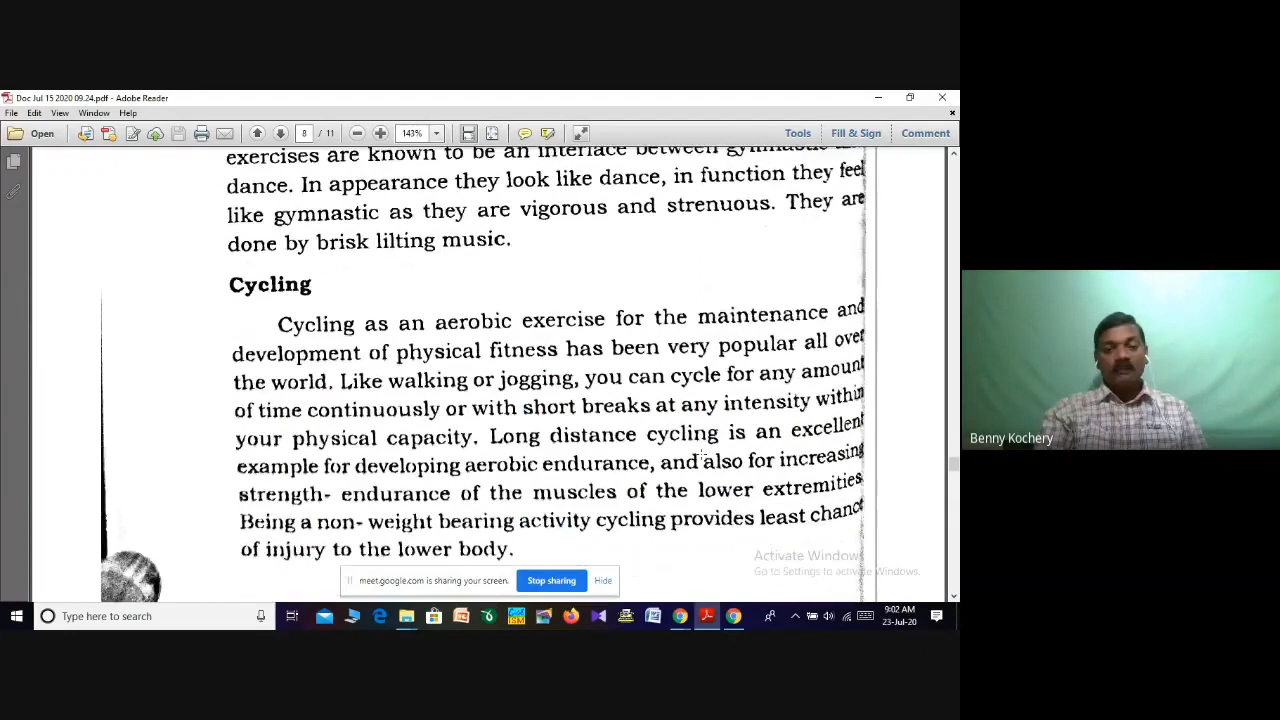 Doc Jul 15 2020 09.24.pdf - Adobe Reader
File Edit View Window Help
Open 8 / 11 143% Tools Fill & Sign Comment
exercises are known to be an interlace between gymnastic
dance. In appearance they look like dance, in function they feel
like gymnastic as they are vigorous and strenuous. They are
done by brisk lilting music.
Cycling
Cycling as an aerobic exercise for the maintenance and
development of physical fitness has been very popular all over
the world. Like walking or jogging, you can cycle for any amount
of time continuously or with short breaks at any intensity within
your physical capacity. Long distance cycling is an excellent
example for developing aerobic endurance, and also for increasing
strength- endurance of the muscles of the lower extremities
Being a non- weight bearing activity cycling provides least chance
of injury to the lower body.
Benny Kochery
Activate Windows
Go to Settings to activate Windows.
meet.google.com is sharing your screen. Stop sharing Hide
Type here to search
9:02 AM
23-Jul-20